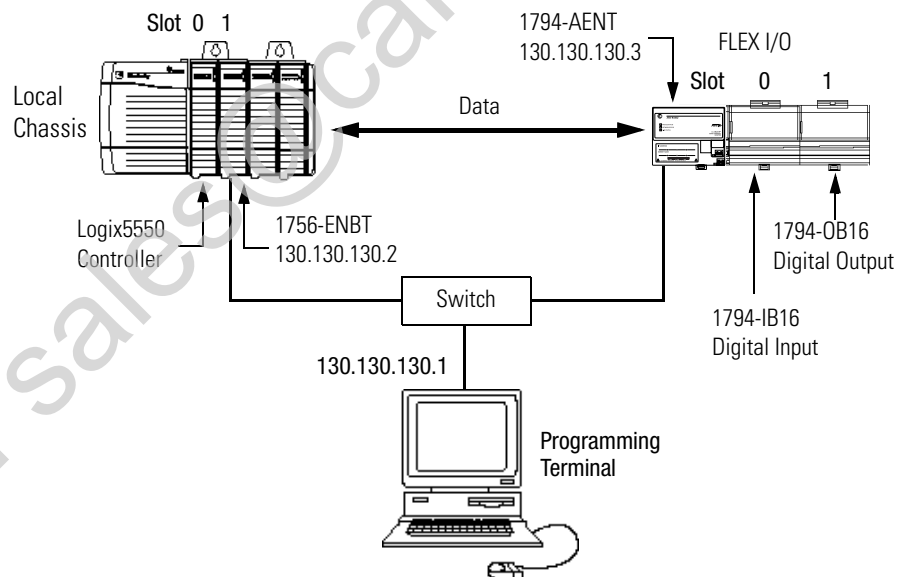 Slot 0 1
1794-AENT
130.130.130.3
FLEX I/O
Slot 0 1
Local
Chassis
Data
Logix5550
Controller
1756-ENBT
130.130.130.2
1794-OB16
Digital Output
Switch
1794-IB16
Digital Input
130.130.130.1
Programming
Terminal
sales@ca